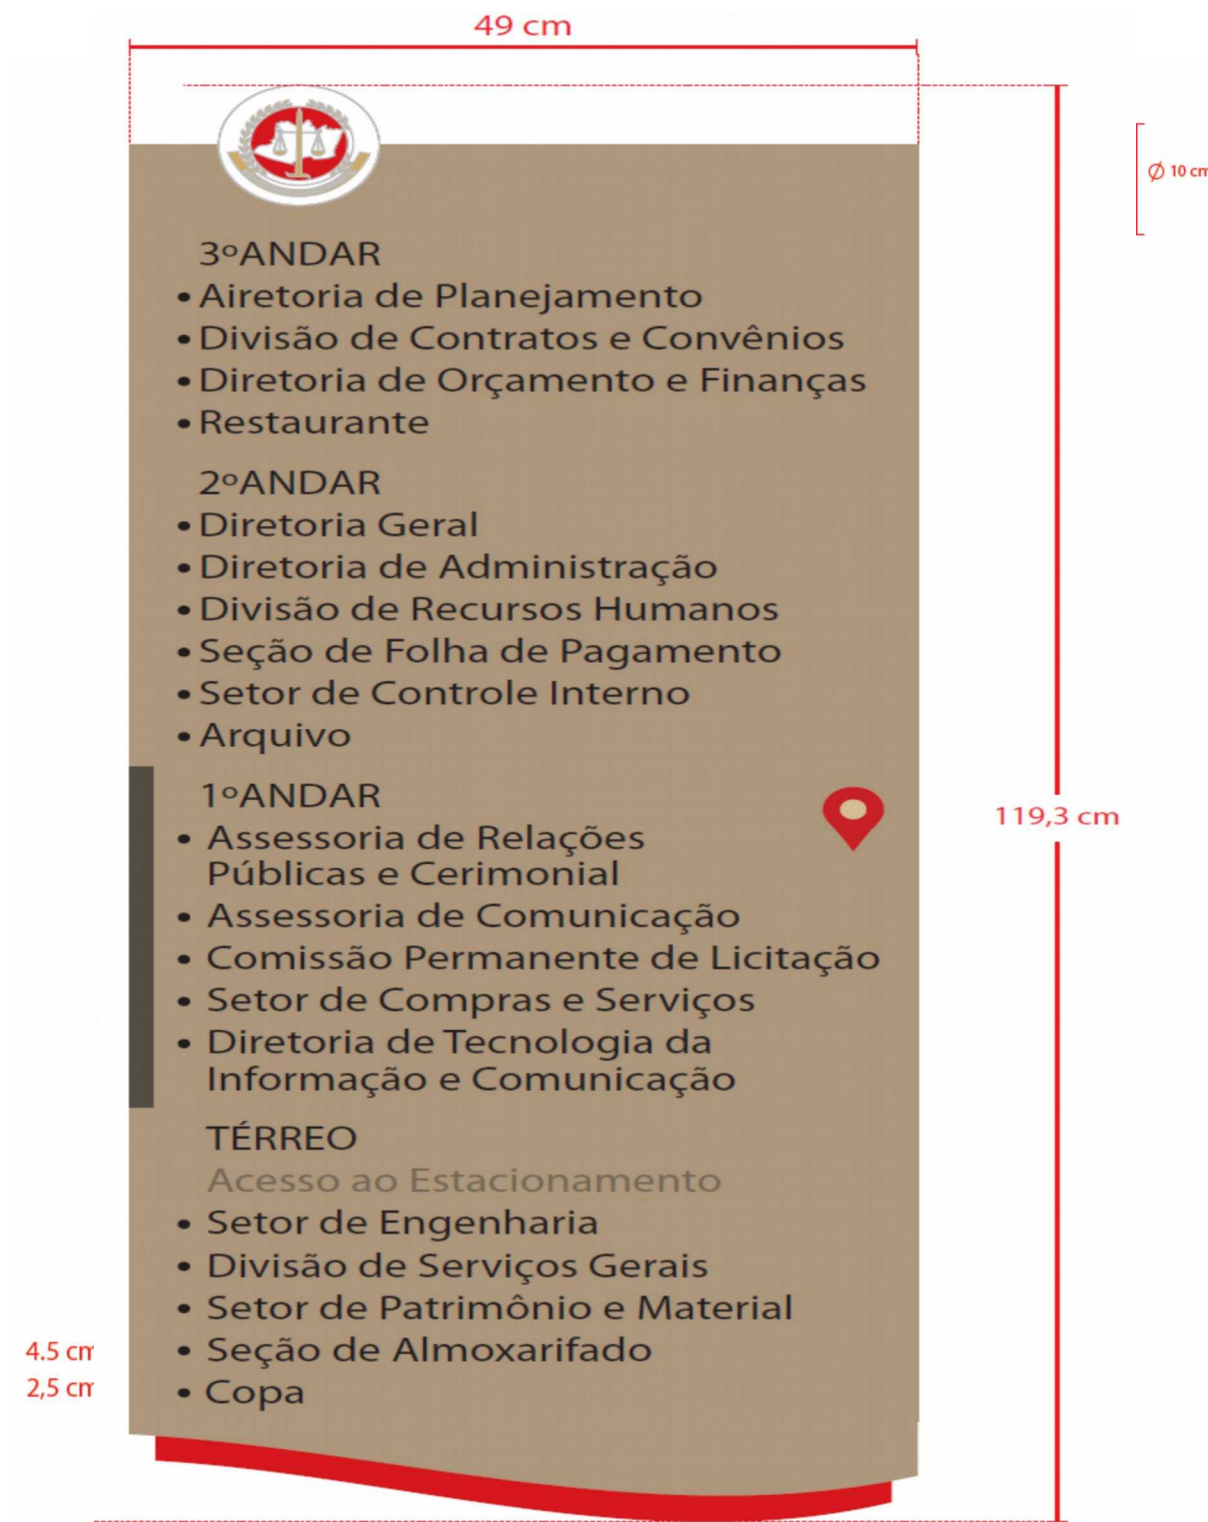 49 cm
Ø 10 cm
3ºANDAR
• Airetoria de Planejamento
• Divisão de Contratos e Convênios
• Diretoria de Orçamento e Finanças
• Restaurante
2ºANDAR
• Diretoria Geral
• Diretoria de Administração
• Divisão de Recursos Humanos
• Seção de Folha de Pagamento
• Setor de Controle Interno
• Arquivo
1ºANDAR
119,3 cm
• Assessoria de Relações
Públicas e Cerimonial
• Assessoria de Comunicação
• Comissão Permanente de Licitação
• Setor de Compras e Serviços
• Diretoria de Tecnologia da
Informação e Comunicação
TÉRREO
Acesso ao Estacionamento
• Setor de Engenharia
• Divisão de Serviços Gerais
• Setor de Patrimônio e Material
• Seção de Almoxarifado
4.5 cm
2,5 cm
• Copa